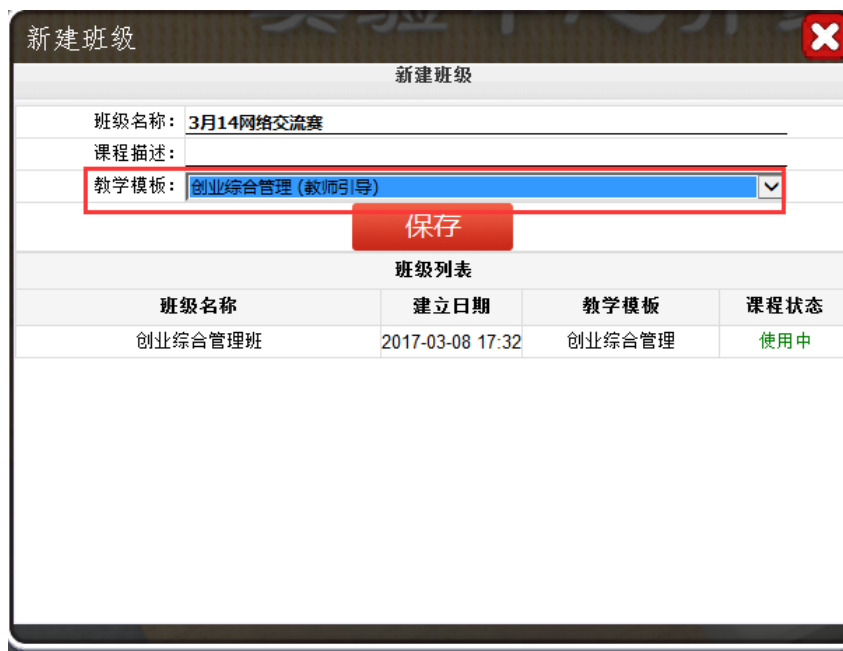 新建班级
新建班级
班级名称： 3月14网络交流赛
课程描述：
教学模板： 创业综合管理 (教师引导)
保存
班级列表
班级名称 建立日期 教学模板 课程状态
创业综合管理班 2017-03-08 17:32 创业综合管理 使用中